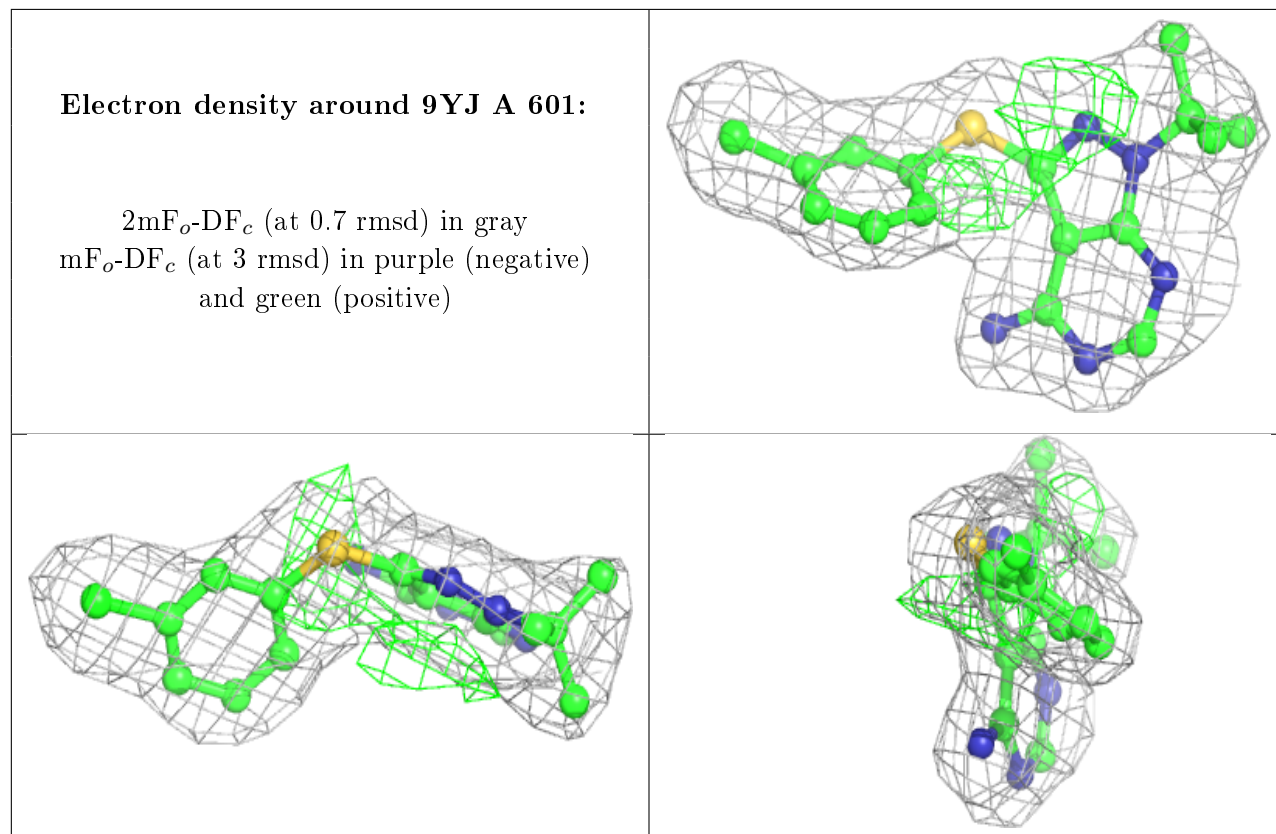 Electron density around 9YJ A 601:
2mFo-DFc (at 0.7 rmsd) in gray
mFo-DFc (at 3 rmsd) in purple (negative)
and green (positive)